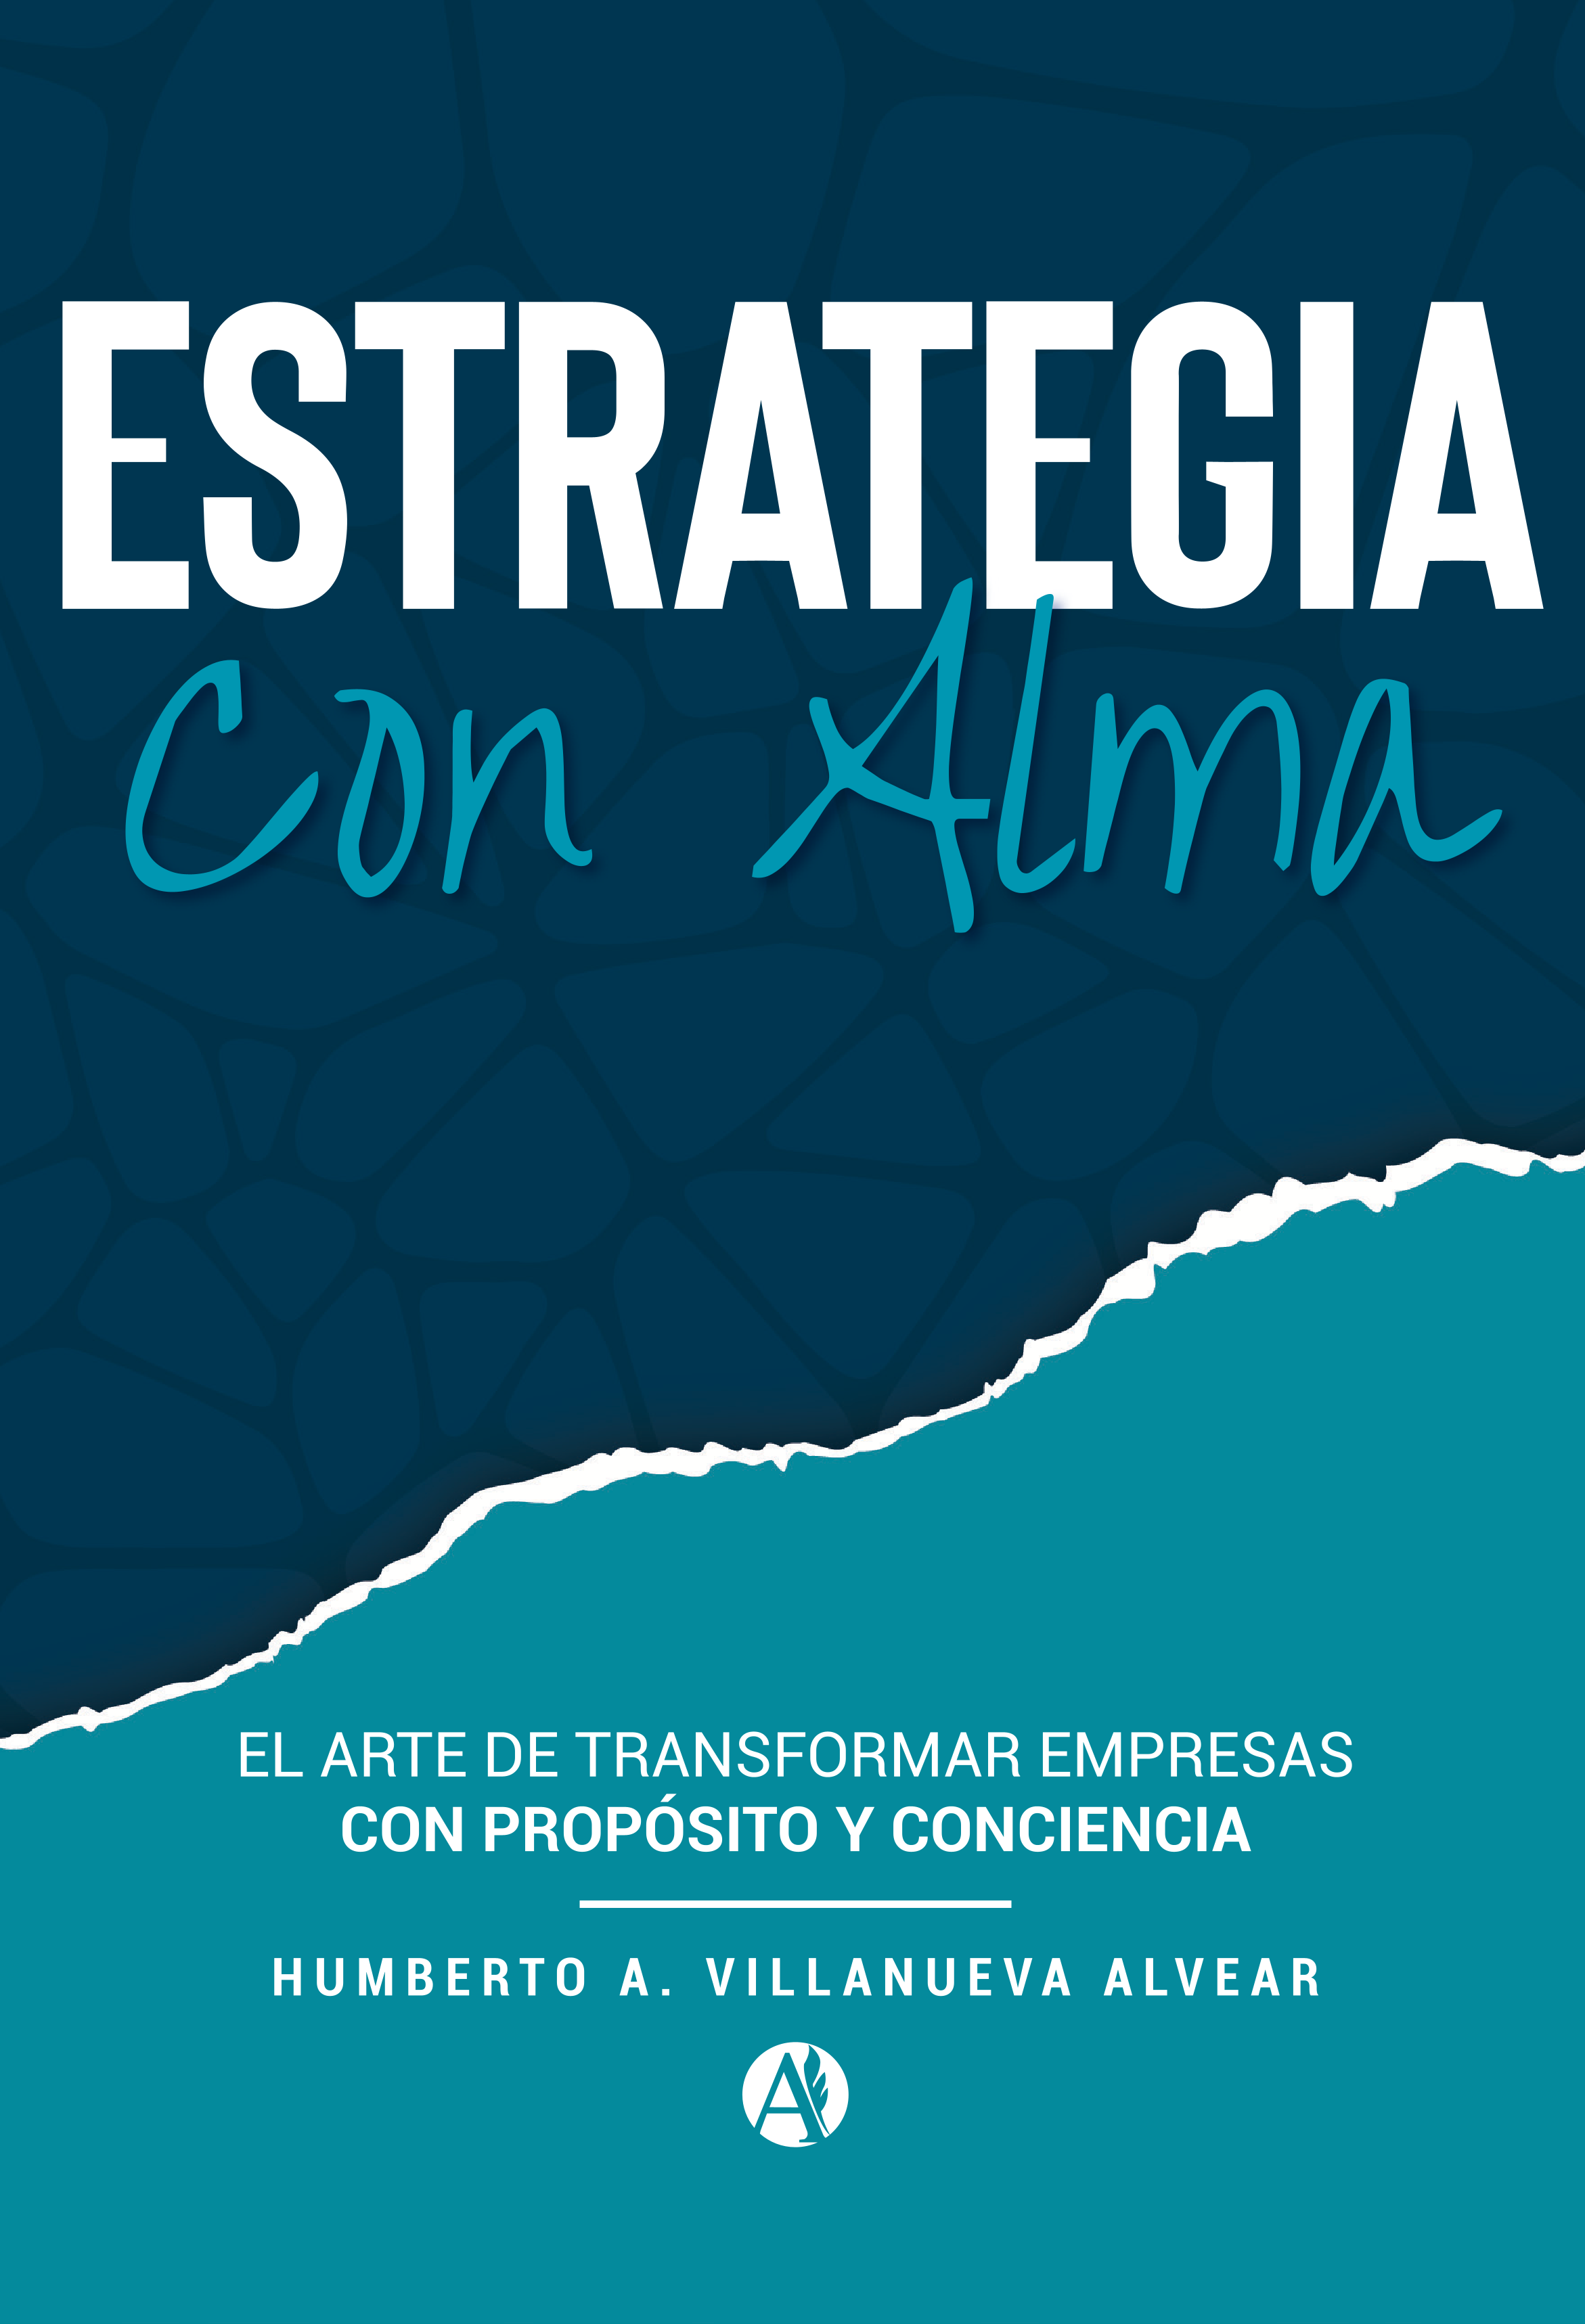 ESTRATEGIA
Con Alma
EL ARTE DE TRANSFORMAR EMPRESAS
CON PROPÓSITO Y CONCIENCIA
HUMBERTO A. VILLANUEVA ALVEAR
A